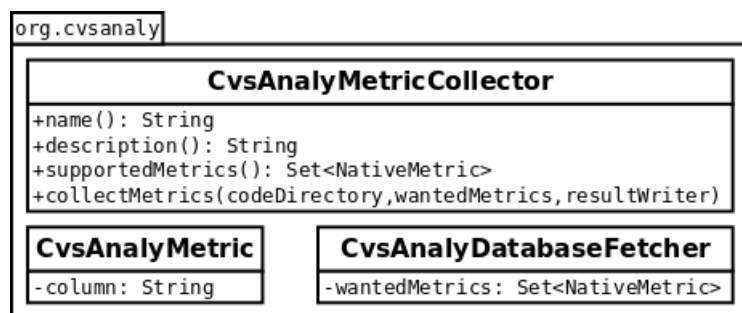 org.cvsanaly
CvsAnalyMetricCollector
+name(): String
+description(): String
+supportedMetrics(): Set<NativeMetric>
+collectMetrics(codeDirectory,wantedMetrics,resultWriter)
CvsAnalyMetric
-column: String
CvsAnalyDatabaseFetcher
-wantedMetrics: Set<NativeMetric>